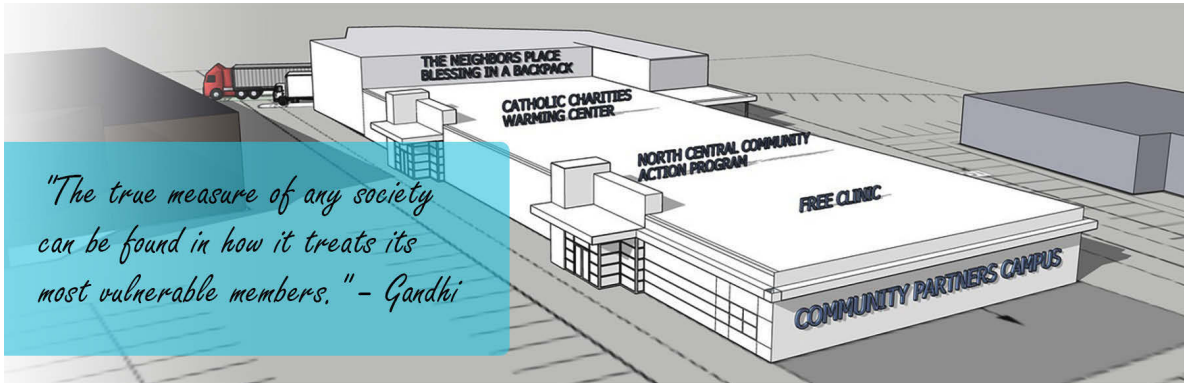 THE NEIGHBORS PLACE
BLESSING IN A BACKPACK
CATHOLIC CHARITIES
WARMING CENTER
NORTH CENTRAL COMMUNITY
ACTION PROGRAM
FREE CLINIC
COMMUNITY PARTNERS CAMPUS
"The true measure of any society
can be found in how it treats its
most vulnerable members." - Gandhi